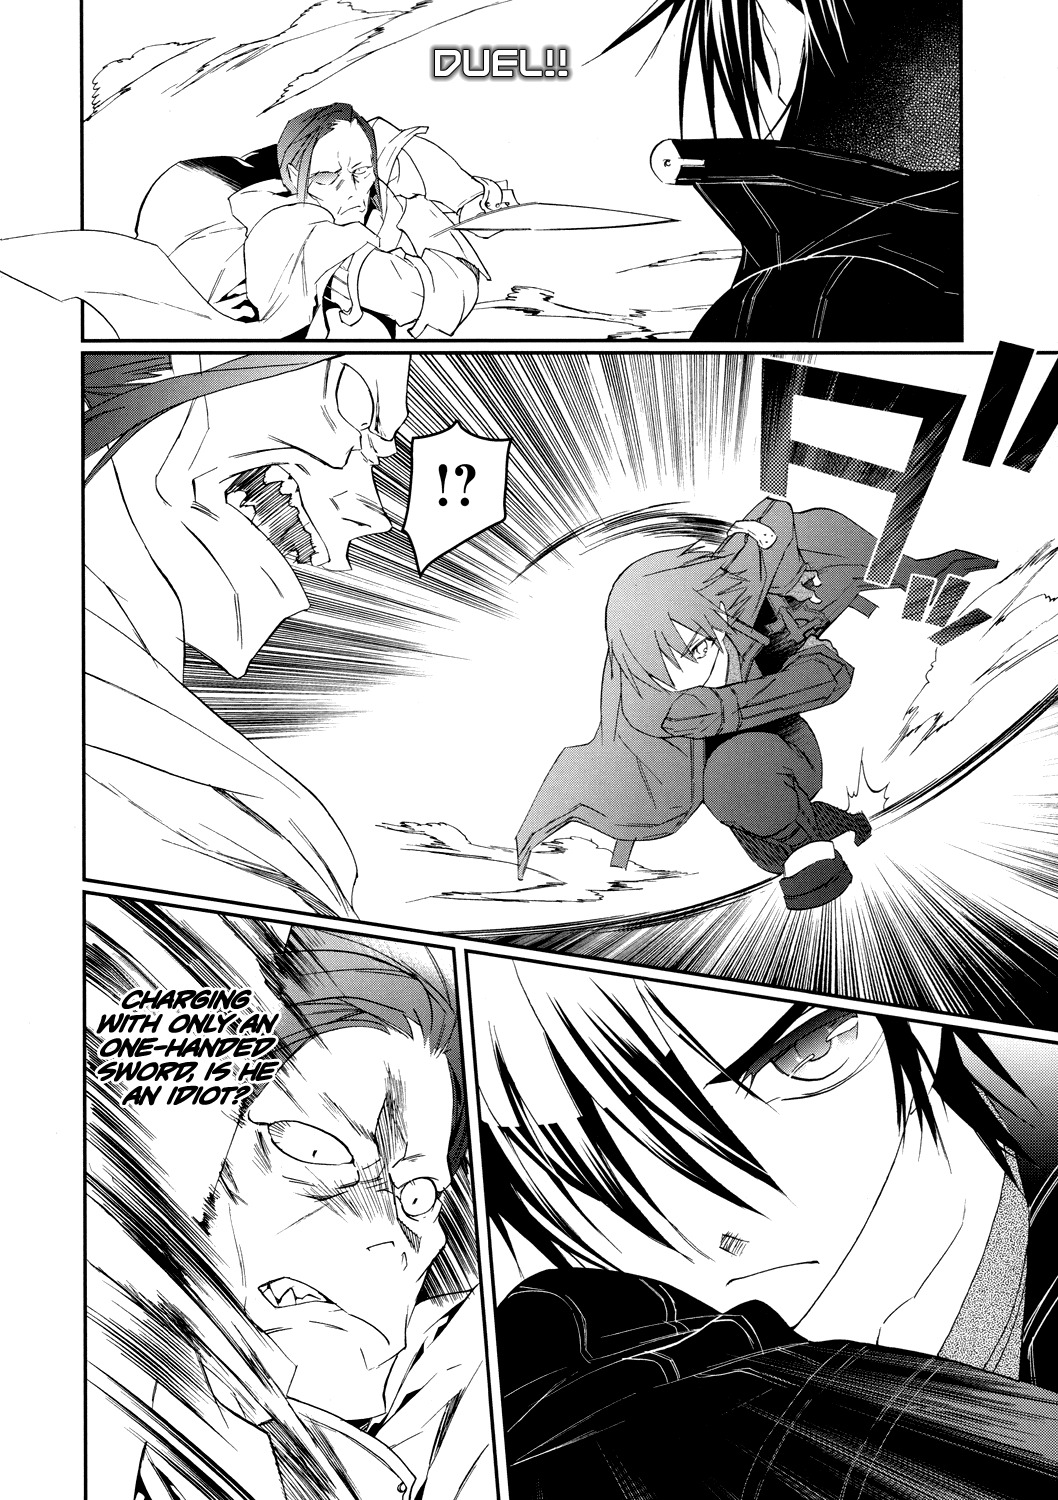 DUEL!!
!?
CHARGING
WITH ONLY AN
ONE-HANDED
SWORD, IS HE
AN IDIOT?